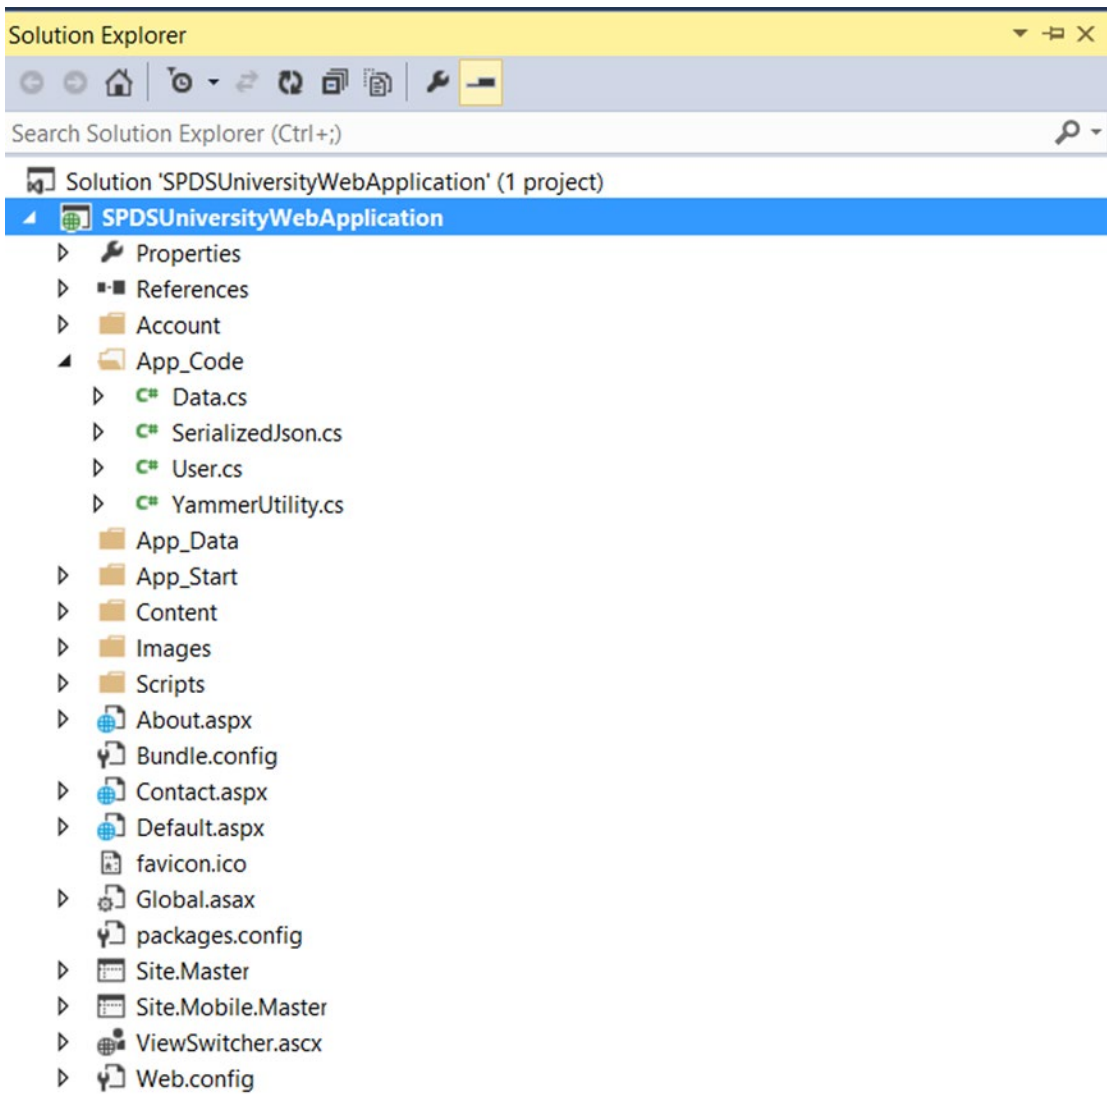 Solution Explorer
Search Solution Explorer (Ctrl+;)
Solution 'SPDSUniversityWebApplication' (1 project)
SPDSUniversityWebApplication
Properties
References
Account
App_Code
C# Data.cs
C# SerializedJson.cs
C# User.cs
C# YammerUtility.cs
App_Data
App_Start
Content
Images
Scripts
About.aspx
Bundle.config
Contact.aspx
Default.aspx
favicon.ico
Global.asax
packages.config
Site.Master
Site.Mobile.Master
ViewSwitcher.ascx
Web.config